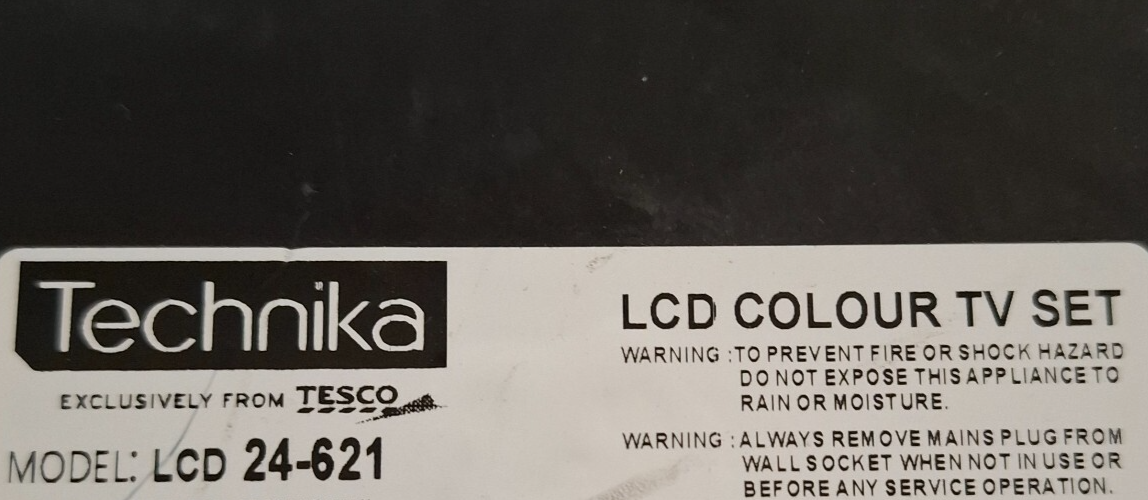 Technika
EXCLUSIVELY FROM TESCO
MODEL: LCD 24-621
LCD COLOUR TV SET
WARNING :TO PREVENT FIRE OR SHOCK HAZARD
DO NOT EXPOSE THIS APPLIANCE TO
RAIN OR MOISTURE.
WARNING :ALWAYS REMOVE MAINS PLUG FROM
WALL SOCKET WHEN NOT IN USE OR
BEFORE ANY SERVICE OPERATION.